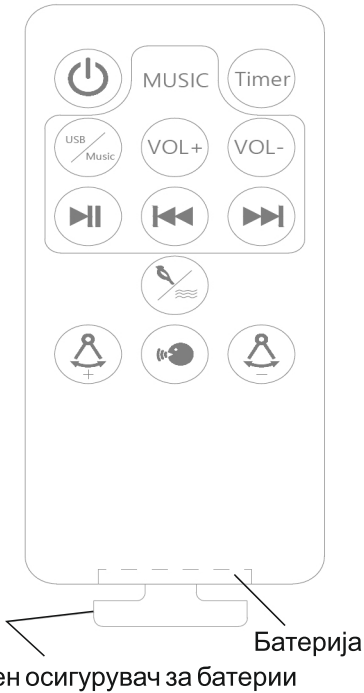 MUSIC
Timer
USB
Music
VOL+
VOL-
+
−
Батерија
ен осигурувач за батерии